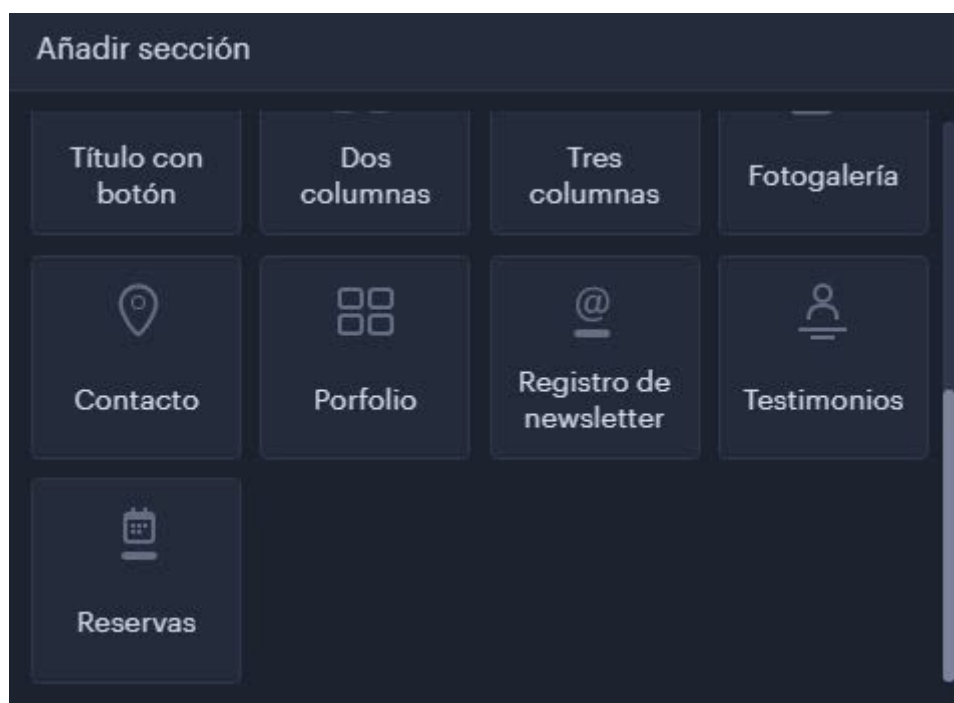 Añadir sección
Título con
botón
Dos
columnas
Tres
columnas
Fotogalería
Contacto
Porfolio
@
Registro de
newsletter
Testimonios
Reservas